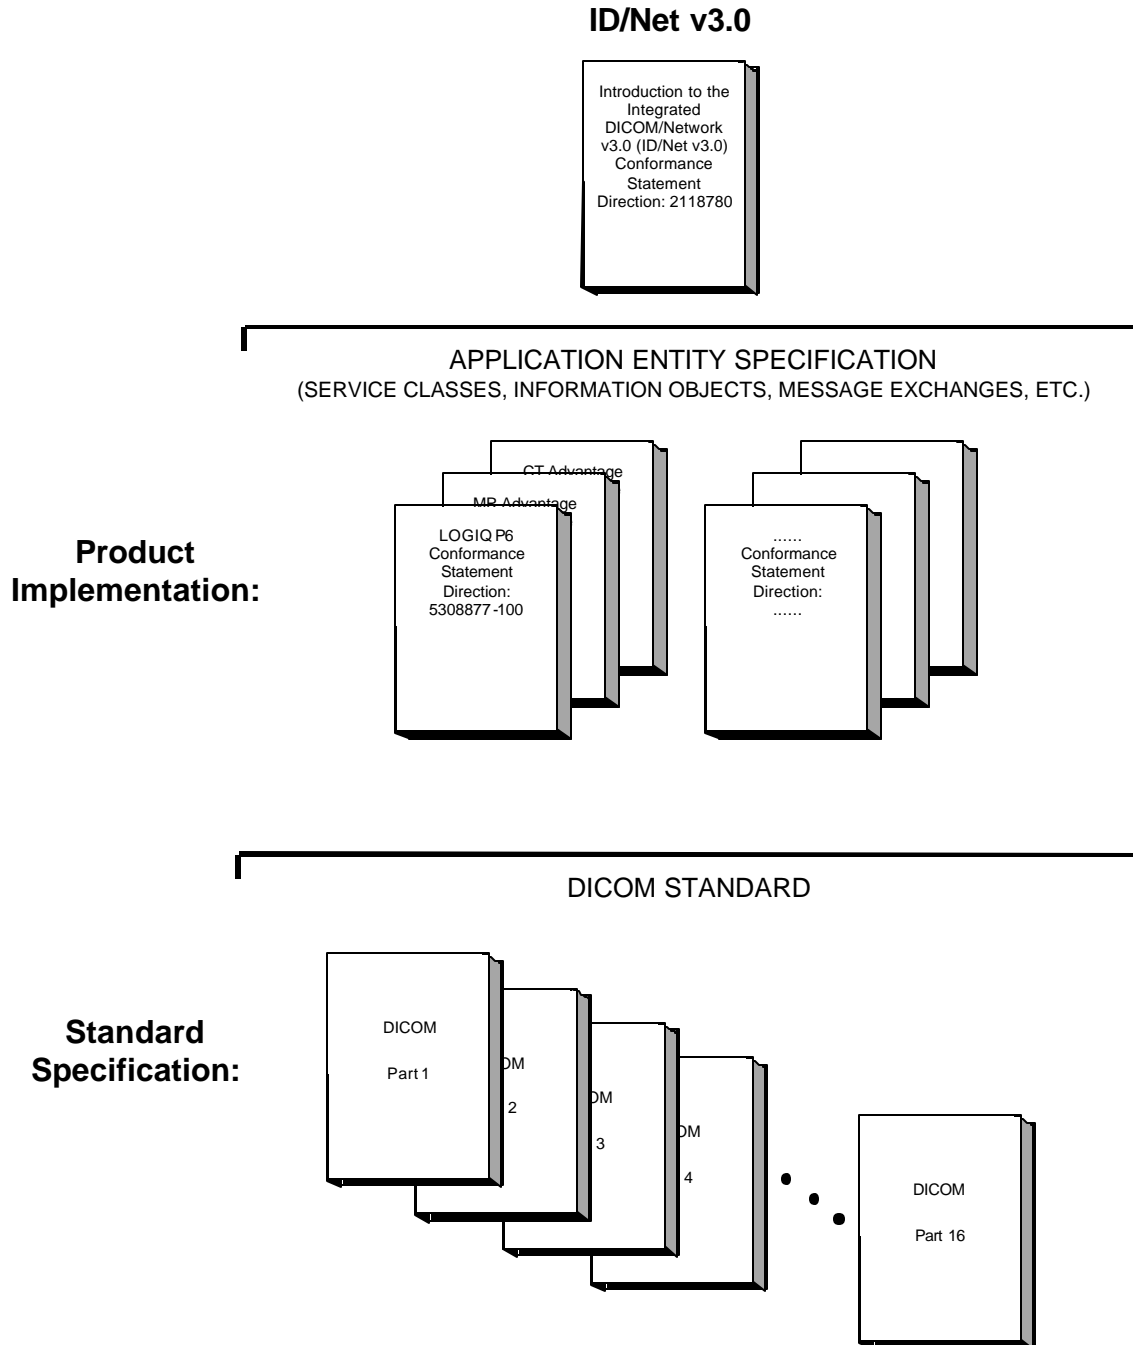 ID/Net v3.0
Introduction to the
Integrated
DICOM/Network
v3.0 (ID/Net v3.0)
Conformance
Statement
Direction: 2118780
APPLICATION ENTITY SPECIFICATION
(SERVICE CLASSES, INFORMATION OBJECTS, MESSAGE EXCHANGES, ETC.)
Product
Implementation:
CT Advantage
MR Advantage
LOGIQ P6
Conformance
Statement
Direction:
5308877-100
......
Conformance
Statement
Direction:
......
DICOM STANDARD
Standard
Specification:
DICOM
Part 1
OM
2
OM
3
OM
4
DICOM
Part 16